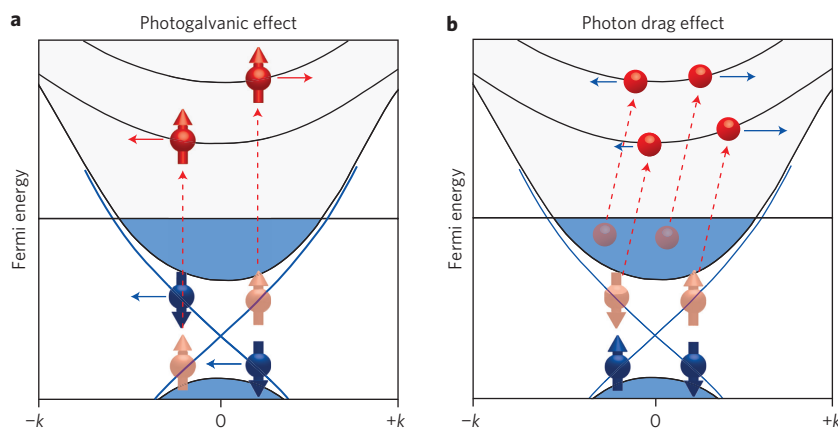 a
Photogalvanic effect
Fermi energy
−k
0
+k
b
Photon drag effect
Fermi energy
−k
0
+k